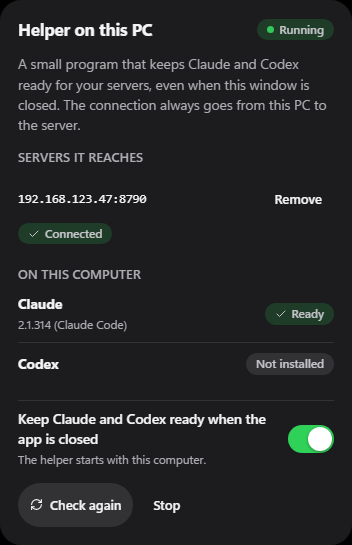 Helper on this PC
Running
A small program that keeps Claude and Codex
ready for your servers, even when this window is
closed. The connection always goes from this PC to
the server.
SERVERS IT REACHES
192.168.123.47:8790
Remove
Connected
ON THIS COMPUTER
Claude
2.1.314 (Claude Code)
Ready
Codex
Not installed
Keep Claude and Codex ready when the
app is closed
The helper starts with this computer.
Check again
Stop